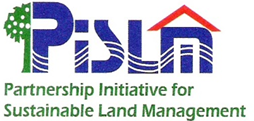 PiSLM
Partnership Initiative for
Sustainable Land Management